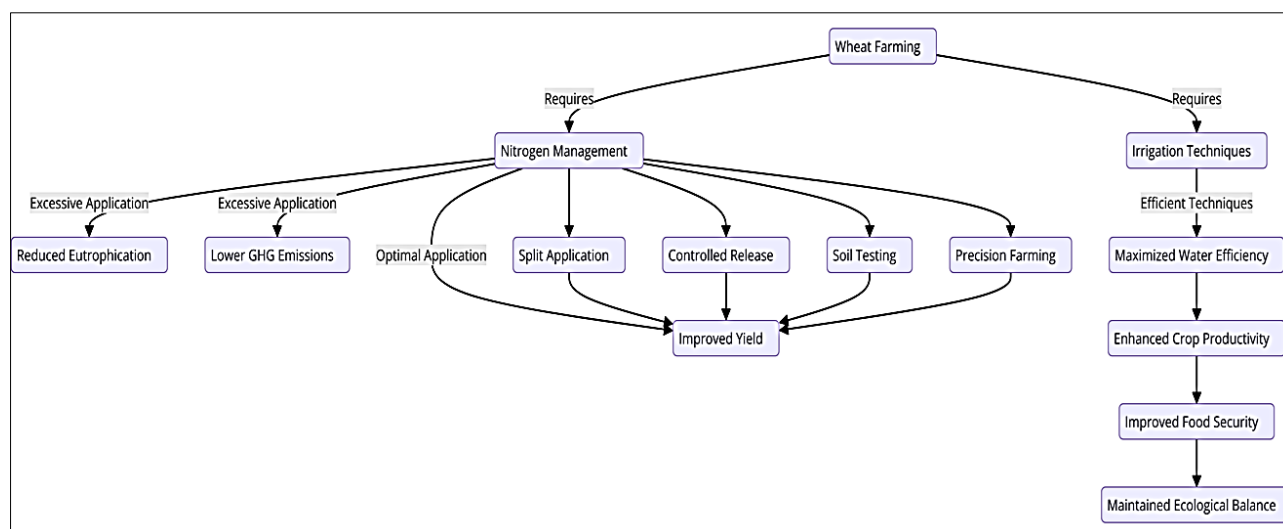 Wheat Farming
Requires
Requires
Nitrogen Management
Irrigation Techniques
Excessive Application
Excessive Application
Efficient Techniques
Reduced Eutrophication
Lower GHG Emissions
Optimal Application
Split Application
Controlled Release
Soil Testing
Precision Farming
Maximized Water Efficiency
Improved Yield
Enhanced Crop Productivity
Improved Food Security
Maintained Ecological Balance